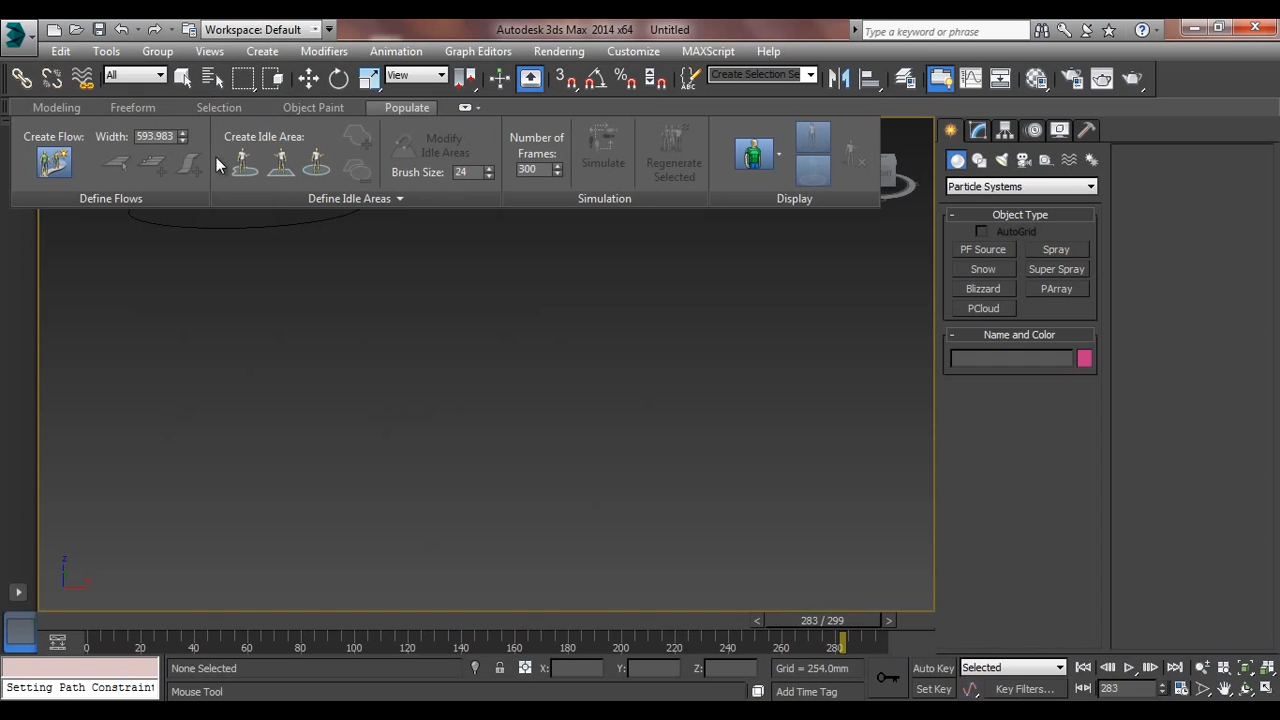 Workspace: Default
Autodesk 3ds Max 2014 x64 Untitled
Type a keyword or phrase
Edit Tools Group Views Create Modifiers Animation Graph Editors Rendering Customize MAXScript Help
All View Create Selection Se
Modeling Freeform Selection Object Paint Populate
Create Flow: Width: 593.983
Create Idle Area:
Modify Idle Areas
Brush Size: 24
Number of Frames:
300
Simulate
Regenerate Selected
Define Flows Define Idle Areas Simulation Display
Particle Systems
- Object Type
AutoGrid
PF Source Spray
Snow Super Spray
Blizzard PArray
PCloud
- Name and Color
z
< 283 / 299 >
0 20 40 60 80 100 120 140 160 180 200 220 240 260 280
None Selected X: Y: Z: Grid = 254.0mm Auto Key Selected
Setting Path Constraint Mouse Tool Add Time Tag Set Key Key Filters... 283